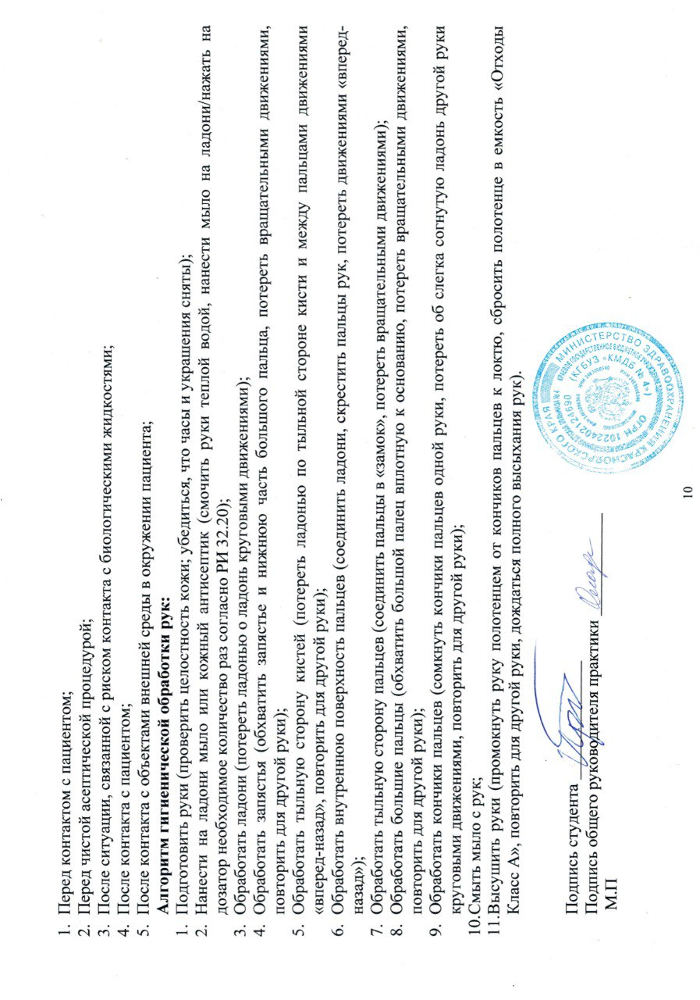 1. Перед контактом с пациентом;
2. Перед чистой асептической процедурой;
3. После ситуации, связанной с риском контакта с биологическими жидкостями;
4. После контакта с пациентом;
5. После контакта с объектами внешней среды в окружении пациента;
Алгоритм гигиенической обработки рук:
1. Подготовить руки (проверить целостность кожи; убедиться, что часы и украшения сняты);
2. Нанести на ладони мыло или кожный антисептик (смочить руки теплой водой, нанести мыло на ладони/нажать на
дозатор необходимое количество раз согласно РИ 32.20);
3. Обработать ладони (потереть ладонью о ладонь круговыми движениями);
4. Обработать запястья (обхватить запястье и нижнюю часть большого пальца, потереть вращательными движениями,
повторить для другой руки);
5. Обработать тыльную сторону кистей (потереть ладонью по тыльной стороне кисти и между пальцами движениями
«вперед-назад», повторить для другой руки);
6. Обработать внутреннюю поверхность пальцев (соединить ладони, скрестить пальцы рук, потереть движениями «вперед-
назад»);
7. Обработать тыльную сторону пальцев (соединить пальцы в «замок», потереть вращательными движениями);
8. Обработать большие пальцы (обхватить большой палец вплотную к основанию, потереть вращательными движениями,
повторить для другой руки);
9. Обработать кончики пальцев (сомкнуть кончики пальцев одной руки, потереть об слегка согнутую ладонь другой руки
круговыми движениями, повторить для другой руки);
10.Смыть мыло с рук;
11.Высушить руки (промокнуть руку полотенцем от кончиков пальцев к локтю, сбросить полотенце в емкость «Отходы
Класс А», повторить для другой руки, дождаться полного высыхания рук).
Подпись студента
Подпись общего руководителя практики
М.П
МИНИСТЕРСТВО ЗДРАВООХРАНЕНИЯ КРАСНОЯРСКОГО КРАЯ
(КГБУЗ «КМДБ № 4»)
ОГРН 1022402124690
10